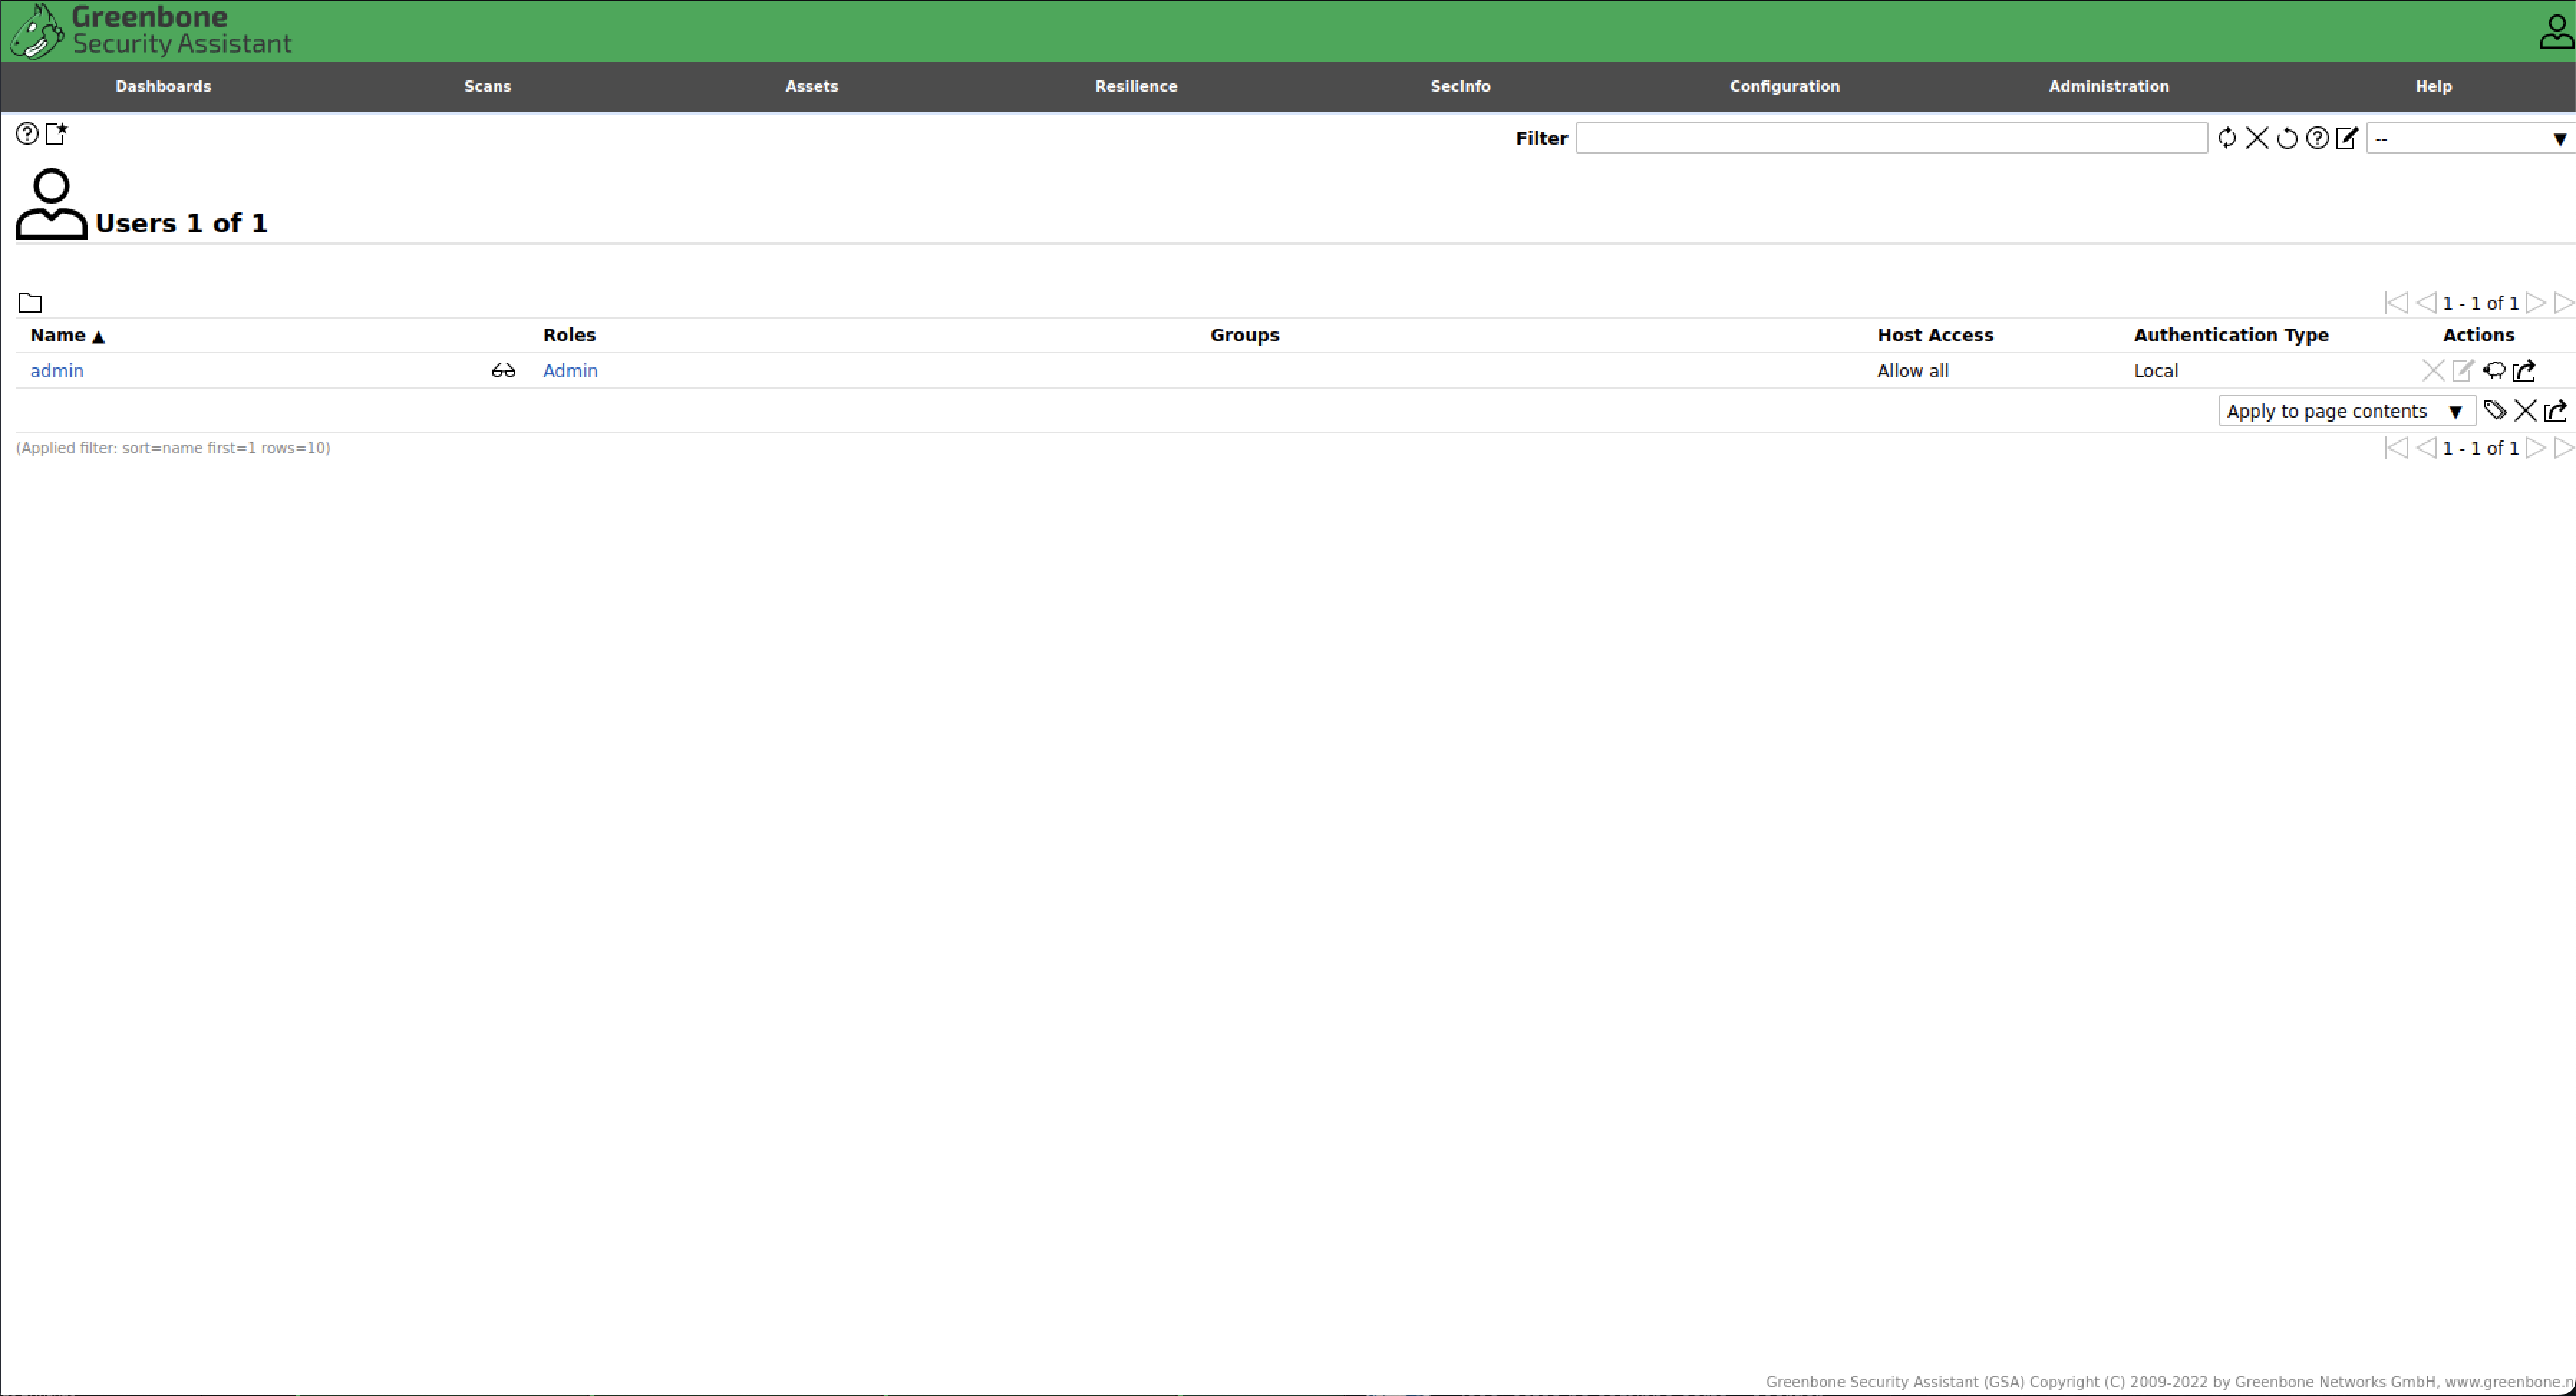 Greenbone
Security Assistant
Dashboards Scans Assets Resilience SecInfo Configuration Administration Help
Filter --
Users 1 of 1
1 - 1 of 1
Name ▲ Roles Groups Host Access Authentication Type Actions
admin Admin Allow all Local
Apply to page contents ▼
(Applied filter: sort=name first=1 rows=10) 1 - 1 of 1
Greenbone Security Assistant (GSA) Copyright (C) 2009-2022 by Greenbone Networks GmbH, www.greenbone.n